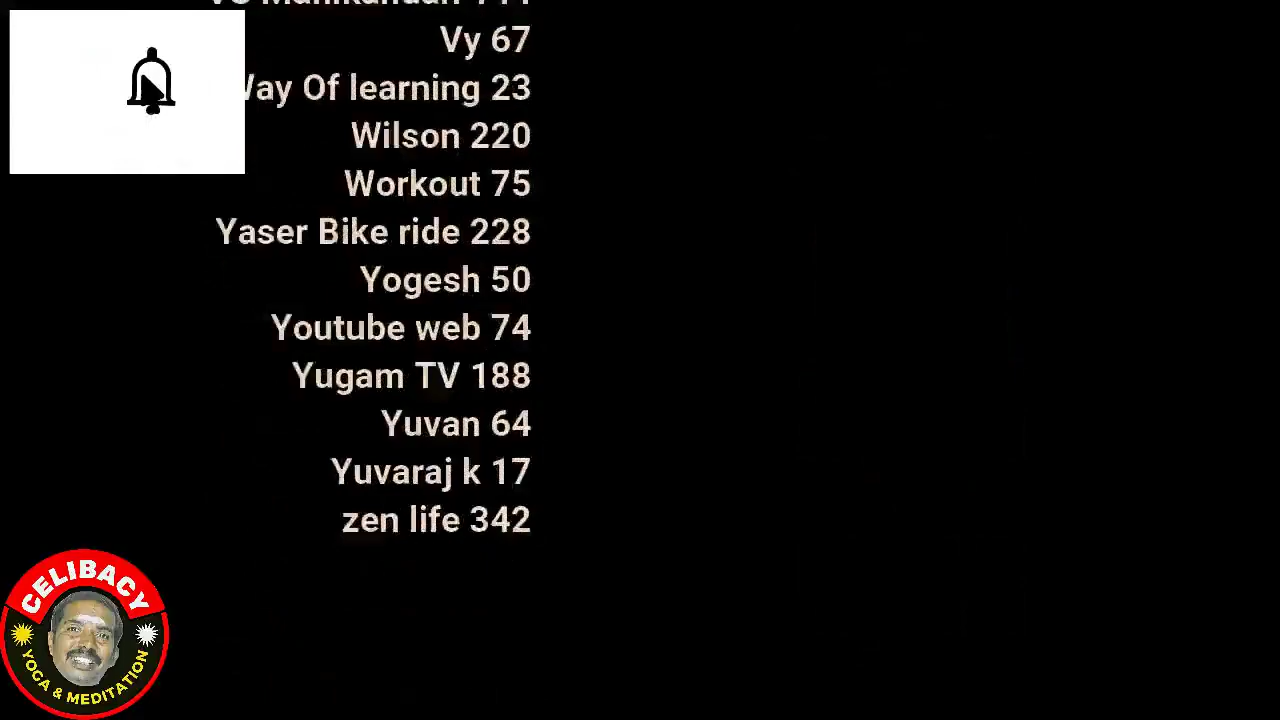 Vy 67
Of learning 23
Wilson 220
Workout 75
Yaser Bike ride 228
Yogesh 50
Youtube web 74
Yugam TV 188
Yuvan 64
Yuvaraj k 17
zen life 342
CELIBACY
YOGA & MEDITATION